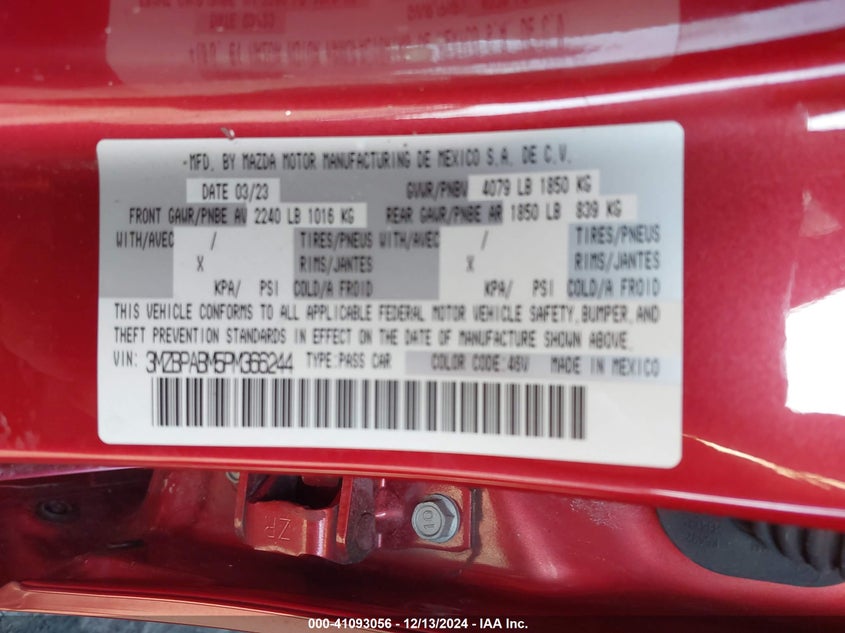 MFD. BY MAZDA MOTOR MANUFACTURING DE MEXICO S.A. DE C.V.
DATE 03/23 GVWR/PNBV 4079 LB 1850 KG
FRONT GAWR/PNBE AV 2240 LB 1016 KG REAR GAWR/PNBE AR 1850 LB 839 KG
WITH/AVEC / TIRES/PNEUS WITH/AVEC / TIRES/PNEUS
X RIMS/JANTES X RIMS/JANTES
KPA/ PSI COLD/A FROID KPA/ PSI COLD/A FROID
THIS VEHICLE CONFORMS TO ALL APPLICABLE FEDERAL MOTOR VEHICLE SAFETY, BUMPER, AND
THEFT PREVENTION STANDARDS IN EFFECT ON THE DATE OF MANUFACTURE SHOWN ABOVE.
VIN: 3MZBPABM5PM366244 TYPE:PASS CAR COLOR CODE:46V MADE IN MEXICO
ZR
10
000-41093056 - 12/13/2024 - IAA Inc.